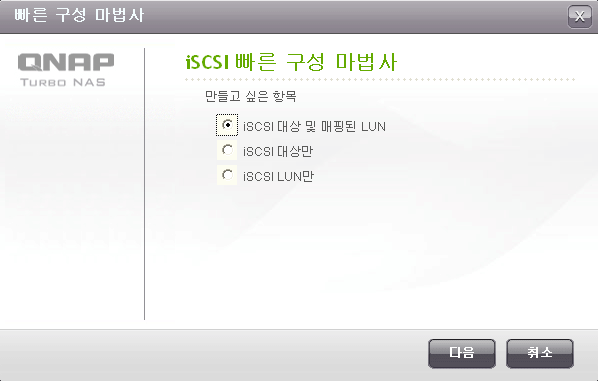 빠른 구성 마법사
X
QNAP
TURBO NAS
iSCSI 빠른 구성 마법사
만들고 싶은 항목
iSCSI 대상 및 매핑된 LUN
iSCSI 대상만
iSCSI LUN만
다음
취소